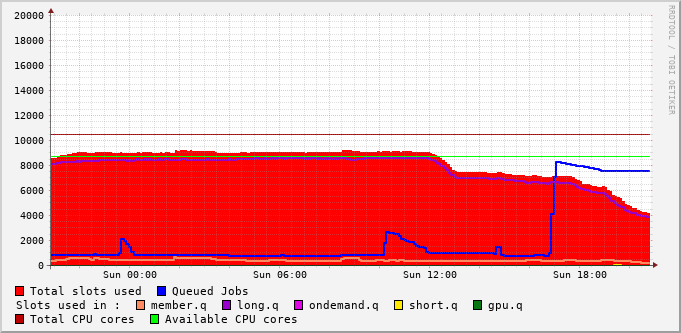 20000
18000
16000
14000
12000
10000
8000
6000
4000
2000
0
Sun 00:00 Sun 06:00 Sun 12:00 Sun 18:00
RRDTOOL / TOBI OETIKER
Total slots used Queued Jobs
Slots used in : member.q long.q ondemand.q short.q gpu.q
Total CPU cores Available CPU cores